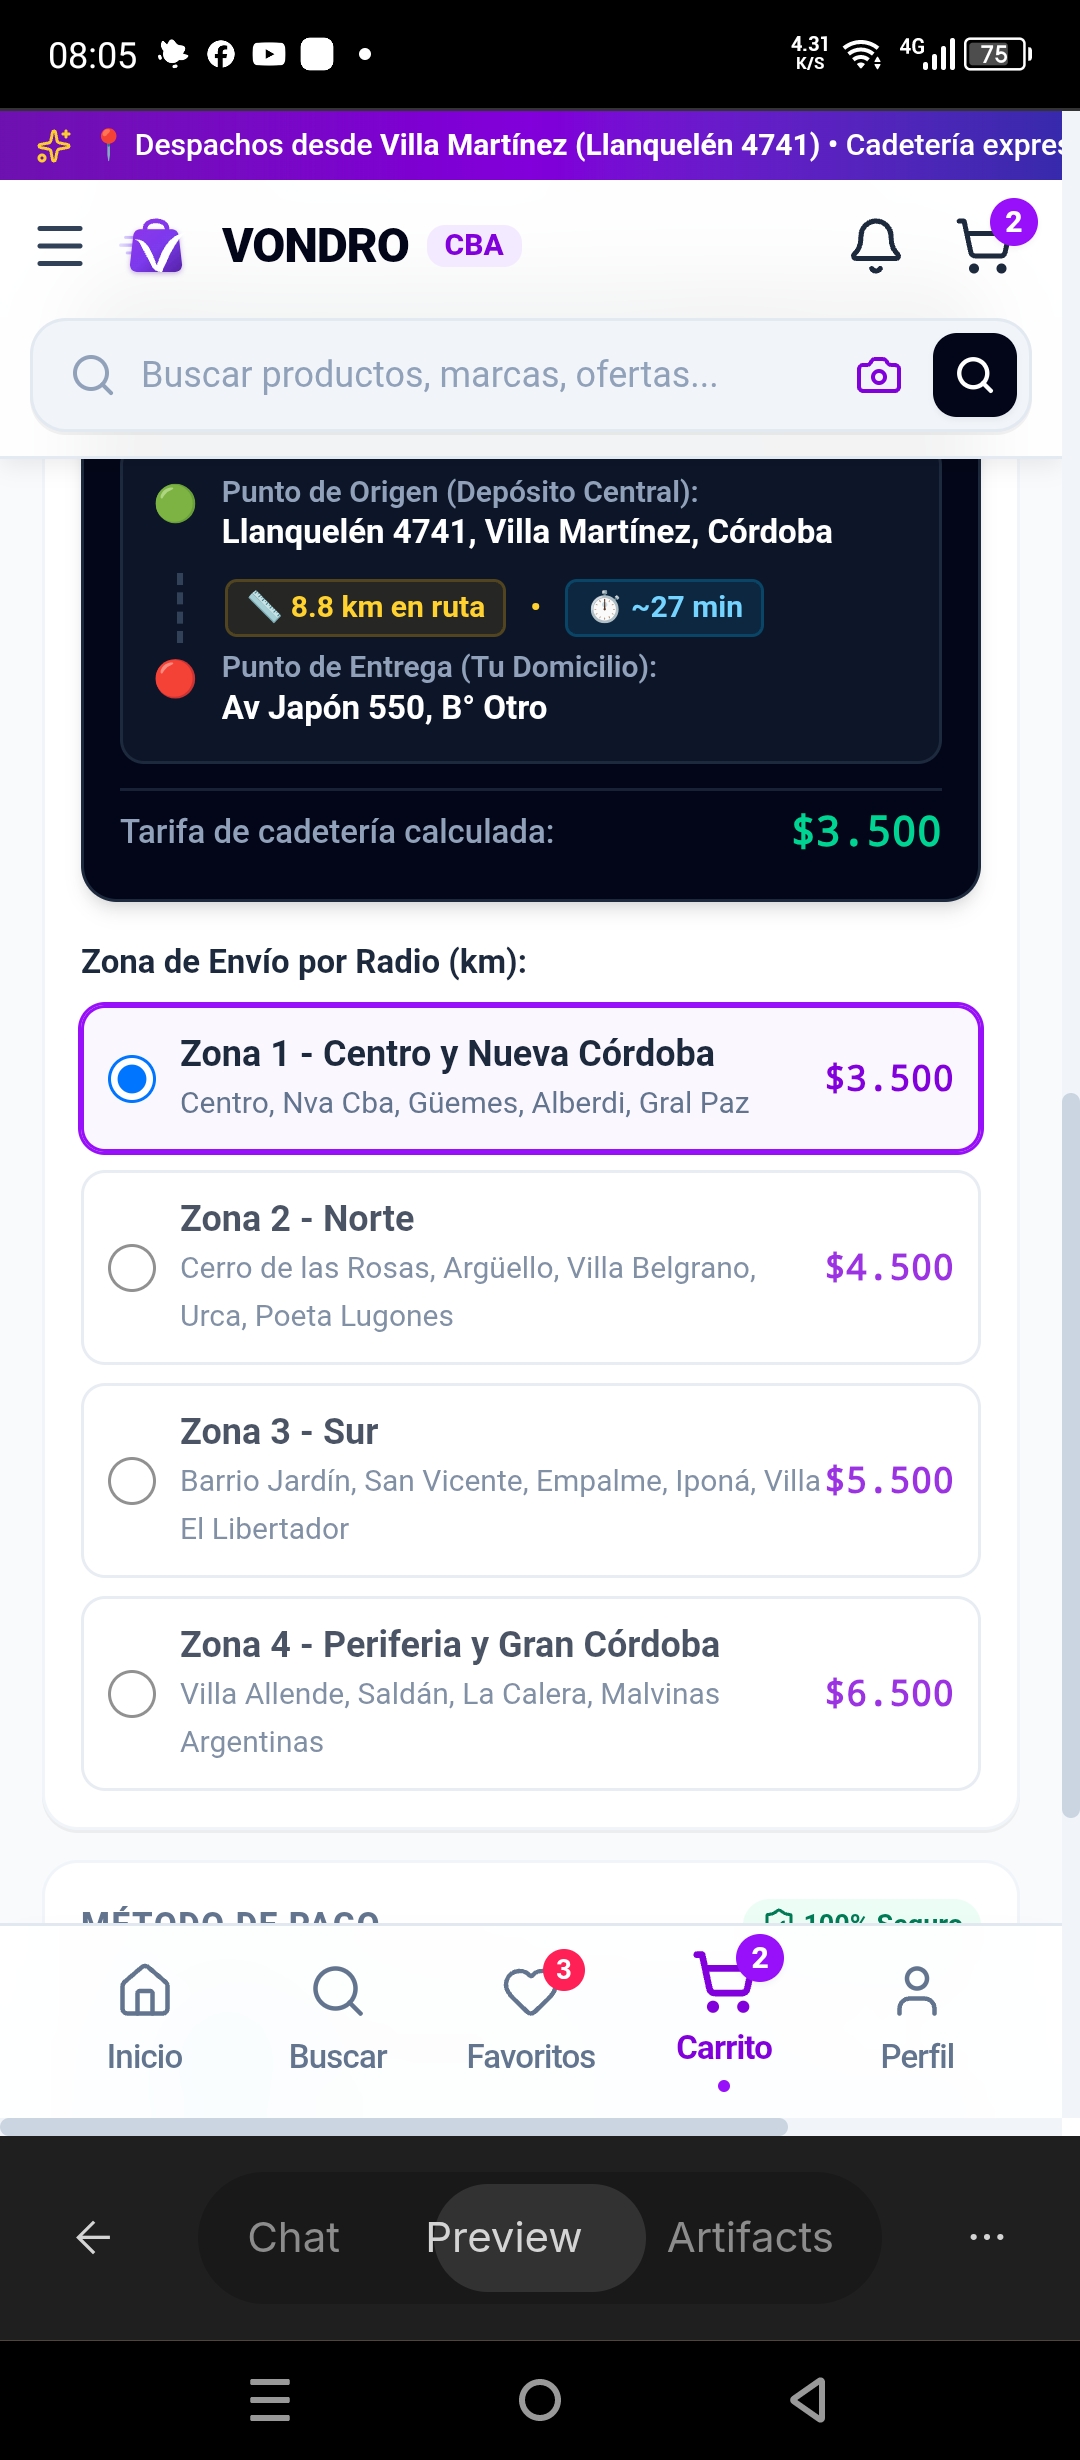 08:05
4.31 K/S
4G
75
📍 Despachos desde Villa Martínez (Llanquelén 4741) • Cadetería expres
VONDRO CBA
2
Buscar productos, marcas, ofertas...
Punto de Origen (Depósito Central):
Llanquelén 4741, Villa Martínez, Córdoba
📏 8.8 km en ruta • ⏱️ ~27 min
Punto de Entrega (Tu Domicilio):
Av Japón 550, B° Otro
Tarifa de cadetería calculada: $3.500
Zona de Envío por Radio (km):
Zona 1 - Centro y Nueva Córdoba
Centro, Nva Cba, Güemes, Alberdi, Gral Paz
$3.500
Zona 2 - Norte
Cerro de las Rosas, Argüello, Villa Belgrano,
Urca, Poeta Lugones
$4.500
Zona 3 - Sur
Barrio Jardín, San Vicente, Empalme, Iponá, Villa
El Libertador
$5.500
Zona 4 - Periferia y Gran Córdoba
Villa Allende, Saldán, La Calera, Malvinas
Argentinas
$6.500
MÉTODO DE PAGO
100% Seguro
3
2
Inicio
Buscar
Favoritos
Carrito
Perfil
Chat
Preview
Artifacts